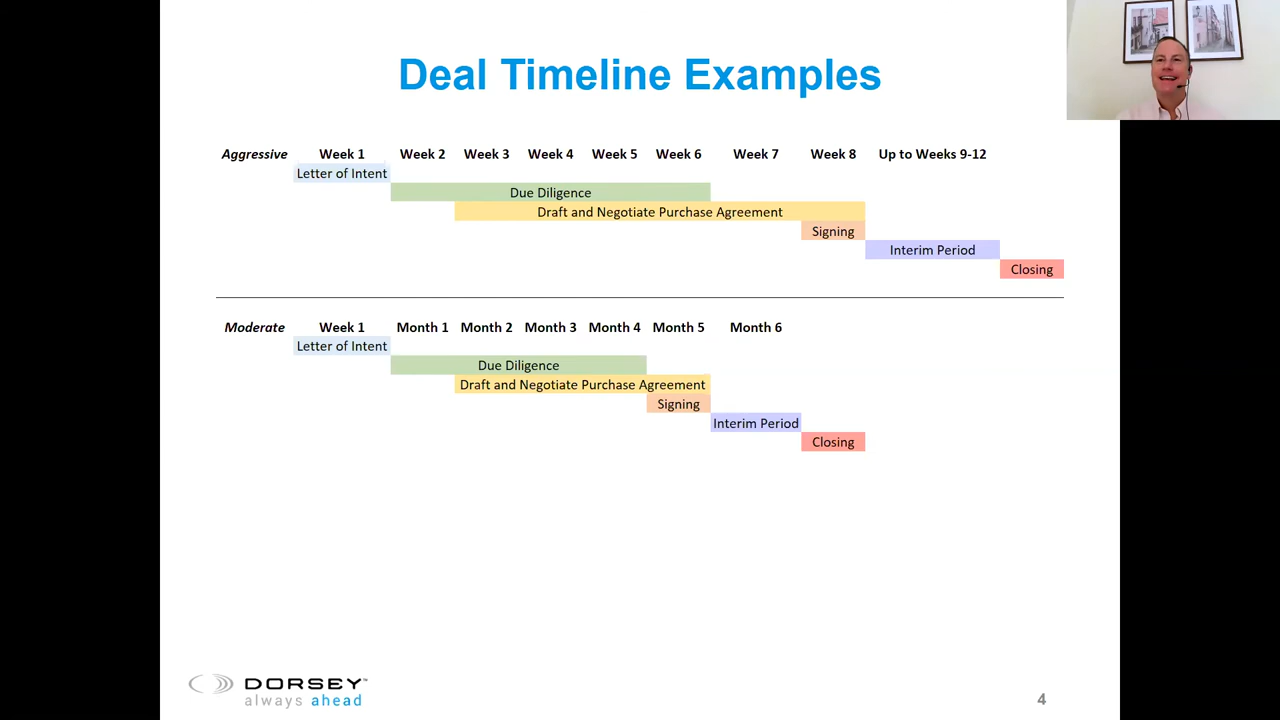 Deal Timeline Examples
Aggressive Week 1 Week 2 Week 3 Week 4 Week 5 Week 6 Week 7 Week 8 Up to Weeks 9-12
Letter of Intent
Due Diligence
Draft and Negotiate Purchase Agreement
Signing
Interim Period
Closing
Moderate Week 1 Month 1 Month 2 Month 3 Month 4 Month 5 Month 6
Letter of Intent
Due Diligence
Draft and Negotiate Purchase Agreement
Signing
Interim Period
Closing
DORSEY™
always ahead
4